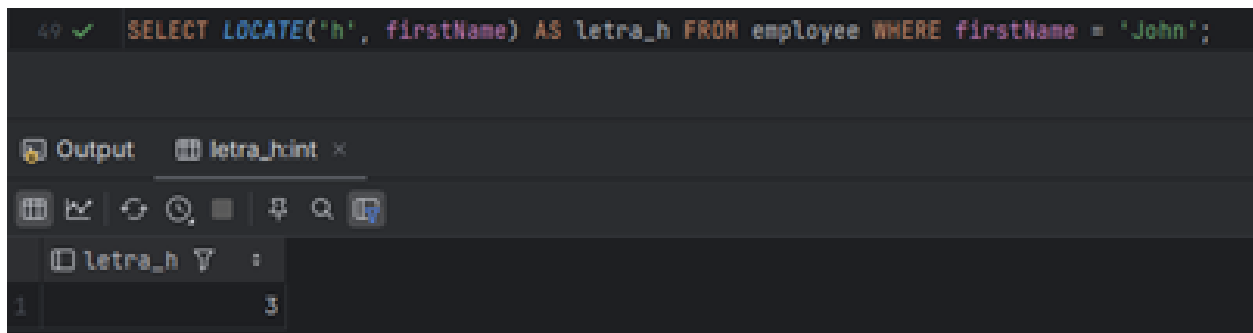 49 SELECT LOCATE('h', firstName) AS letra_h FROM employee WHERE firstName = 'John';
Output letra_h:int
letra_h
1 3